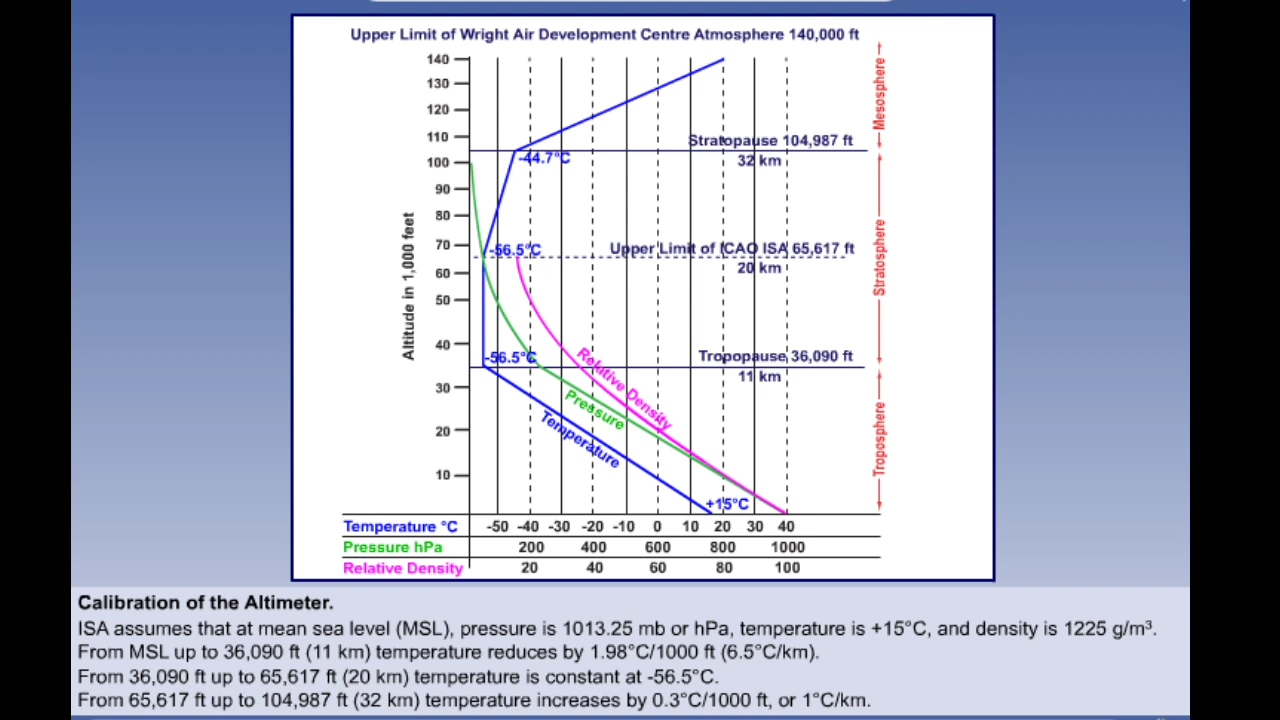 Upper Limit of Wright Air Development Centre Atmosphere 140,000 ft
140
130
120
110
100
90
80
70
60
50
40
30
20
10
Altitude in 1,000 feet
Mesosphere
Stratopause 104,987 ft
32 km
-44.7°C
Stratosphere
-56.5°C
Upper Limit of ICAO ISA 65,617 ft
20 km
-56.5°C
Tropopause 36,090 ft
11 km
Relative Density
Pressure
Temperature
Troposphere
+15°C
Temperature °C -50 -40 -30 -20 -10 0 10 20 30 40
Pressure hPa 200 400 600 800 1000
Relative Density 20 40 60 80 100
Calibration of the Altimeter.
ISA assumes that at mean sea level (MSL), pressure is 1013.25 mb or hPa, temperature is +15°C, and density is 1225 g/m³.
From MSL up to 36,090 ft (11 km) temperature reduces by 1.98°C/1000 ft (6.5°C/km).
From 36,090 ft up to 65,617 ft (20 km) temperature is constant at -56.5°C.
From 65,617 ft up to 104,987 ft (32 km) temperature increases by 0.3°C/1000 ft, or 1°C/km.